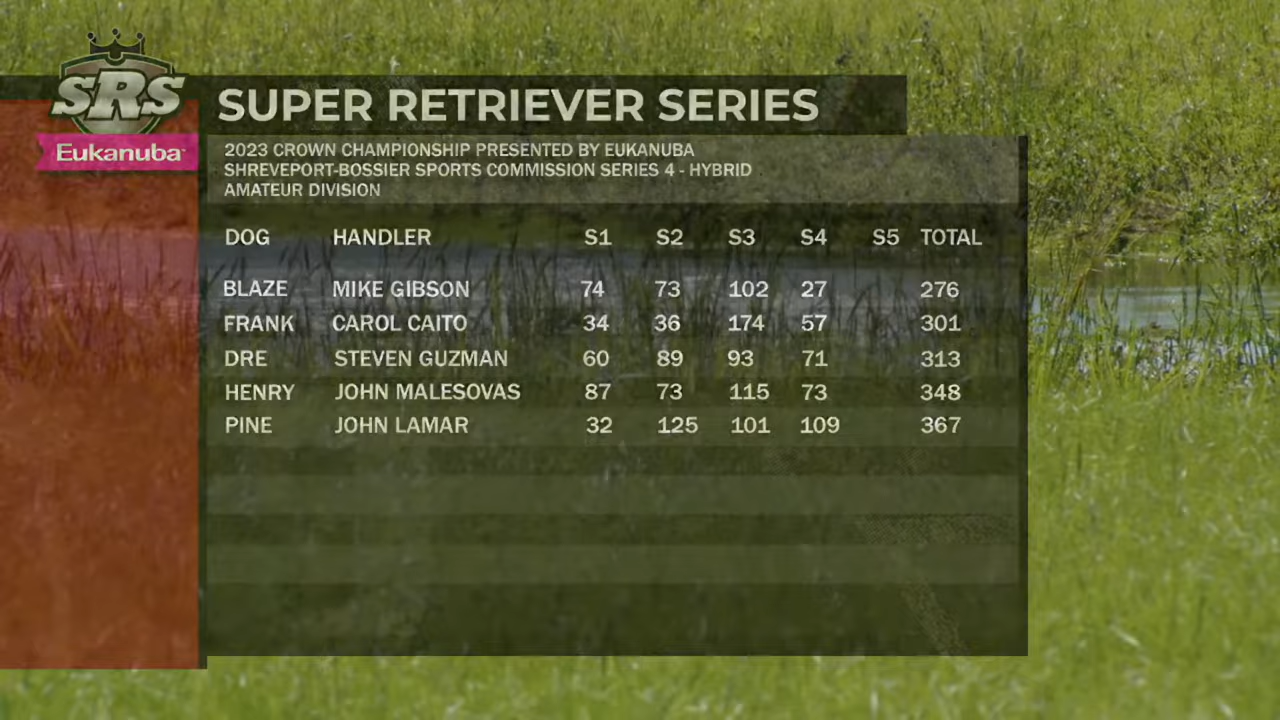 SRS
Eukanuba
SUPER RETRIEVER SERIES
2023 CROWN CHAMPIONSHIP PRESENTED BY EUKANUBA
SHREVEPORT-BOSSIER SPORTS COMMISSION SERIES 4 - HYBRID
AMATEUR DIVISION
DOG HANDLER S1 S2 S3 S4 S5 TOTAL
BLAZE MIKE GIBSON 74 73 102 27 276
FRANK CAROL CAITO 34 36 174 57 301
DRE STEVEN GUZMAN 60 89 93 71 313
HENRY JOHN MALESOVAS 87 73 115 73 348
PINE JOHN LAMAR 32 125 101 109 367